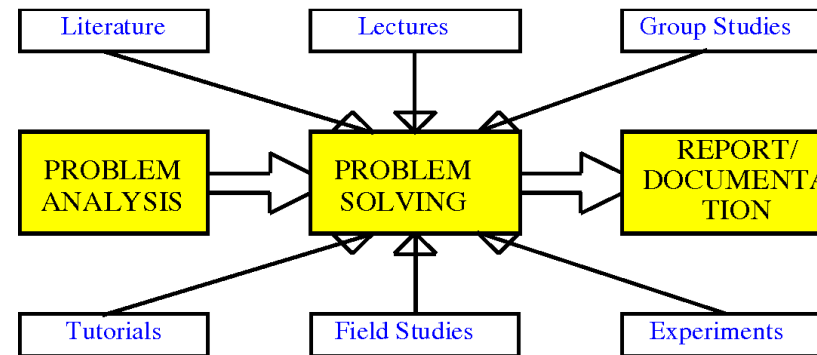 Literature
Lectures
Group Studies
PROBLEM
ANALYSIS
PROBLEM
SOLVING
REPORT/
DOCUMENTA
TION
Tutorials
Field Studies
Experiments